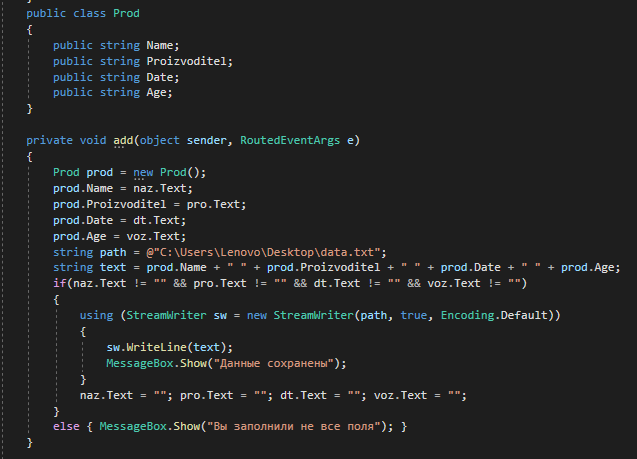 public class Prod
{
public string Name;
public string Proizvoditel;
public string Date;
public string Age;
}
private void add(object sender, RoutedEventArgs e)
{
Prod prod = new Prod();
prod.Name = naz.Text;
prod.Proizvoditel = pro.Text;
prod.Date = dt.Text;
prod.Age = voz.Text;
string path = @"C:\Users\Lenovo\Desktop\data.txt";
string text = prod.Name + " " + prod.Proizvoditel + " " + prod.Date + " " + prod.Age;
if(naz.Text != "" && pro.Text != "" && dt.Text != "" && voz.Text != "")
{
using (StreamWriter sw = new StreamWriter(path, true, Encoding.Default))
{
sw.WriteLine(text);
MessageBox.Show("Данные сохранены");
}
naz.Text = ""; pro.Text = ""; dt.Text = ""; voz.Text = "";
}
else { MessageBox.Show("Вы заполнили не все поля"); }
}